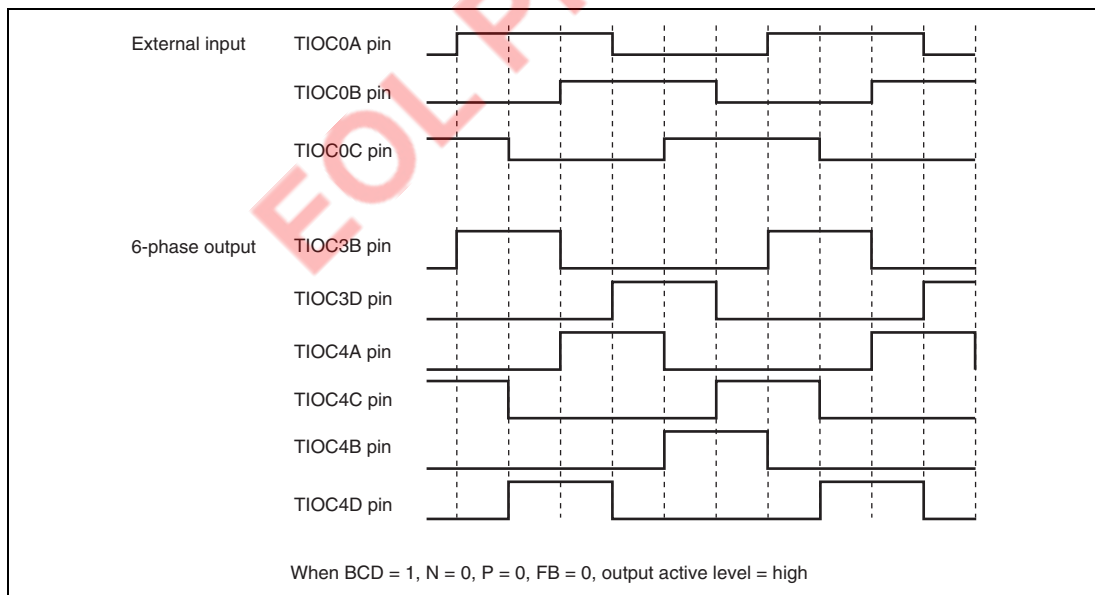 EOL P
External input
TIOC0A pin
TIOC0B pin
TIOC0C pin
6-phase output
TIOC3B pin
TIOC3D pin
TIOC4A pin
TIOC4C pin
TIOC4B pin
TIOC4D pin
When BCD = 1, N = 0, P = 0, FB = 0, output active level = high